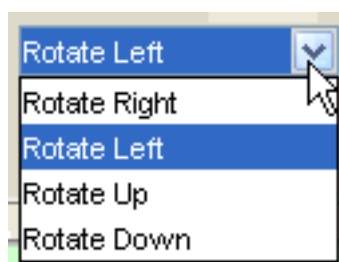 Rotate Left
Rotate Right
Rotate Left
Rotate Up
Rotate Down